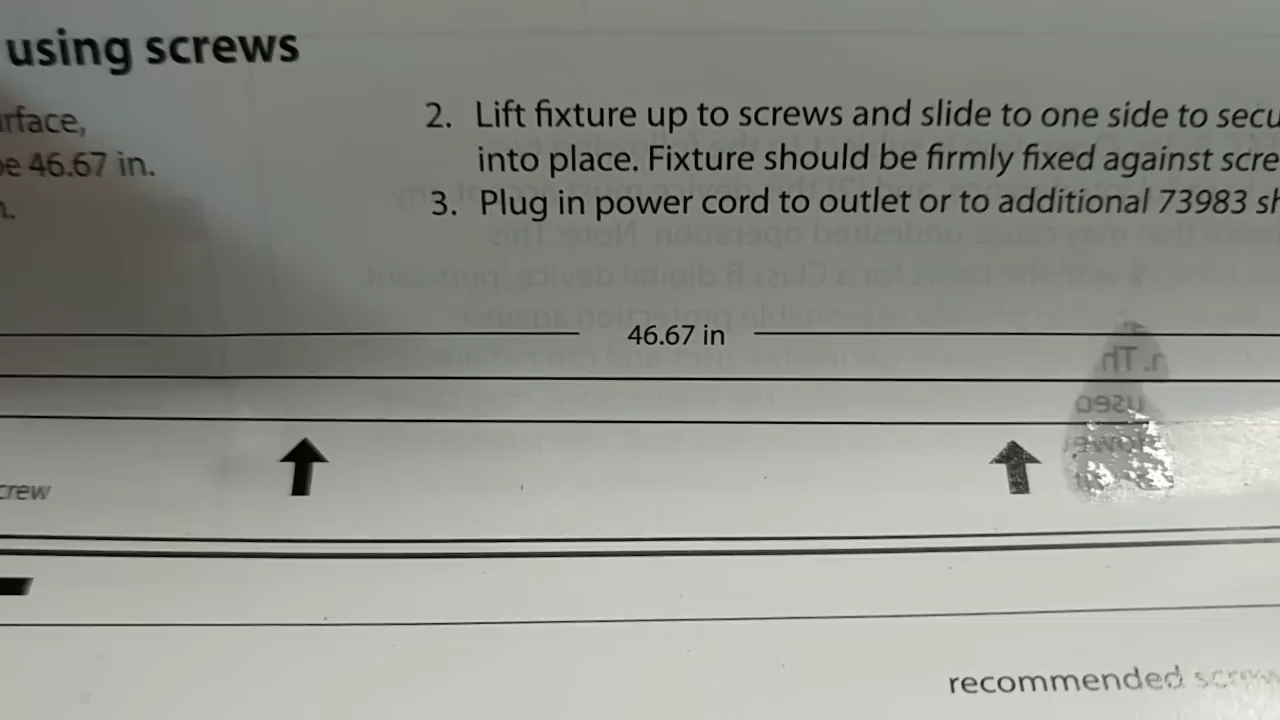 using screws
rface,
e 46.67 in.
2. Lift fixture up to screws and slide to one side to secu
into place. Fixture should be firmly fixed against scre
3. Plug in power cord to outlet or to additional 73983 sh
46.67 in
crew
recommended screw